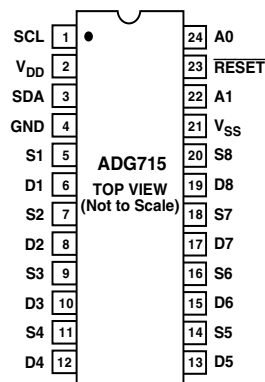 SCL 1 24 A0
VDD 2 23 RESET
SDA 3 22 A1
GND 4 21 VSS
S1 5 20 S8
D1 6 ADG715 19 D8
TOP VIEW
S2 7 (Not to Scale) 18 S7
D2 8 17 D7
S3 9 16 S6
D3 10 15 D6
S4 11 14 S5
D4 12 13 D5